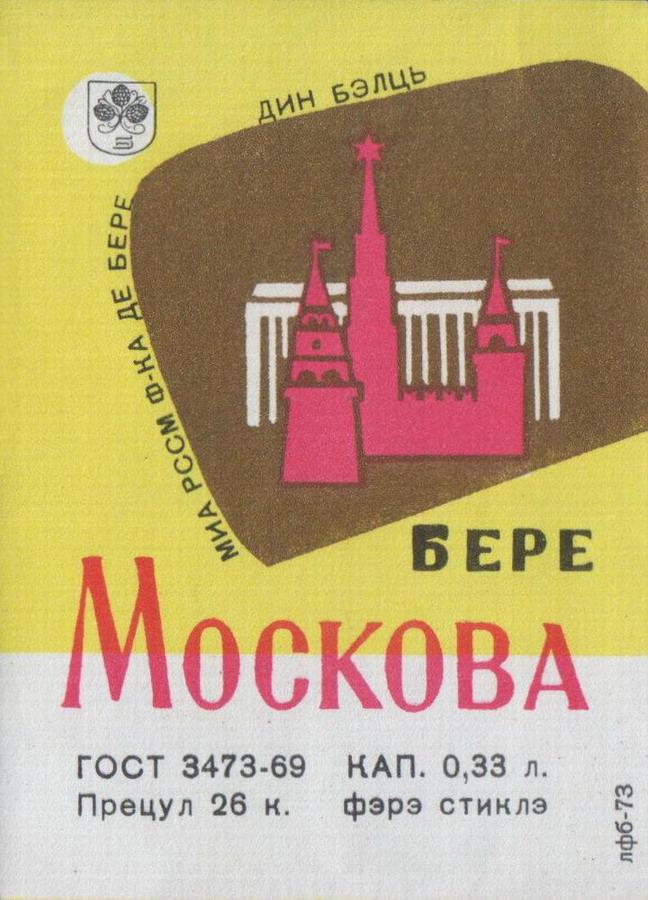 МИА РССМ Ф-КА ДЕ БЕРЕ
ДИН БЭЛЦЬ
БЕРЕ
МОСКОВА
ГОСТ 3473-69 КАП. 0,33 л.
Прецул 26 к. фэрэ стиклэ
лфб-73